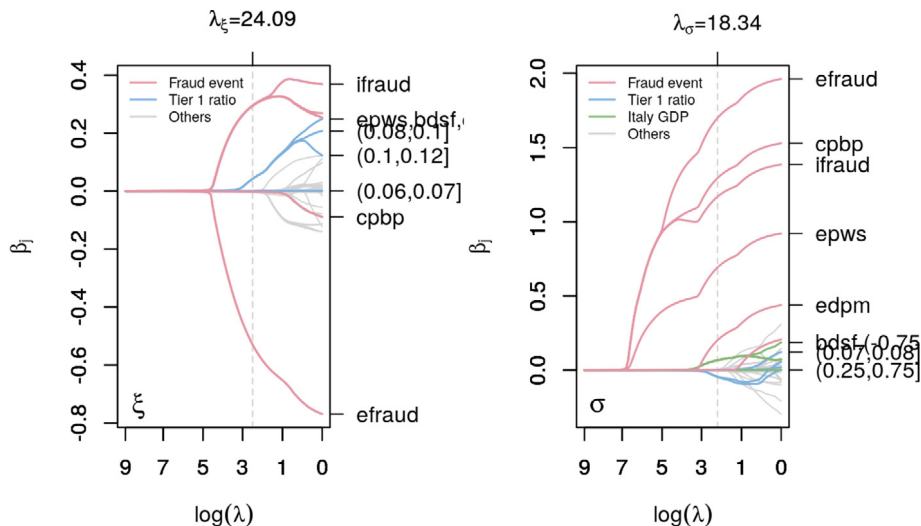 λξ=24.09
0.4
0.2
0.0
-0.2
-0.4
-0.6
-0.8
βj
Fraud event
Tier 1 ratio
Others
ifraud
epws,bdsf,
(0.08,0.1]
(0.1,0.12]
(0.06,0.07]
cpbp
efraud
ξ
9 7 5 3 1 0
log(λ)
λσ=18.34
2.0
1.5
1.0
0.5
0.0
βj
Fraud event
Tier 1 ratio
Italy GDP
Others
efraud
cpbp
ifraud
epws
edpm
bdsf,(-0.75
(0.07,0.08]
(0.25,0.75]
σ
9 7 5 3 1 0
log(λ)